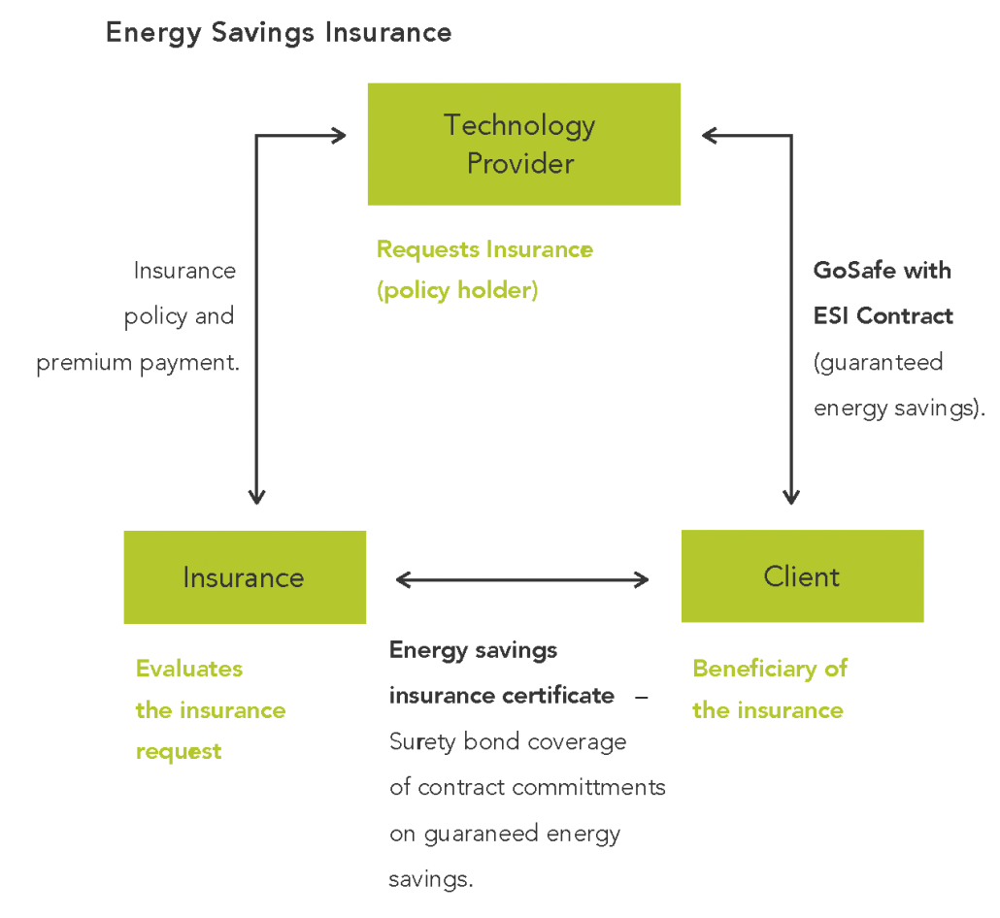 Energy Savings Insurance
Technology
Provider
Requests Insurance
(policy holder)
Insurance
policy and
premium payment.
GoSafe with
ESI Contract
(guaranteed
energy savings).
Insurance
Evaluates
the insurance
request
Energy savings
insurance certificate –
Surety bond coverage
of contract committments
on guaraneed energy
savings.
Client
Beneficiary of
the insurance